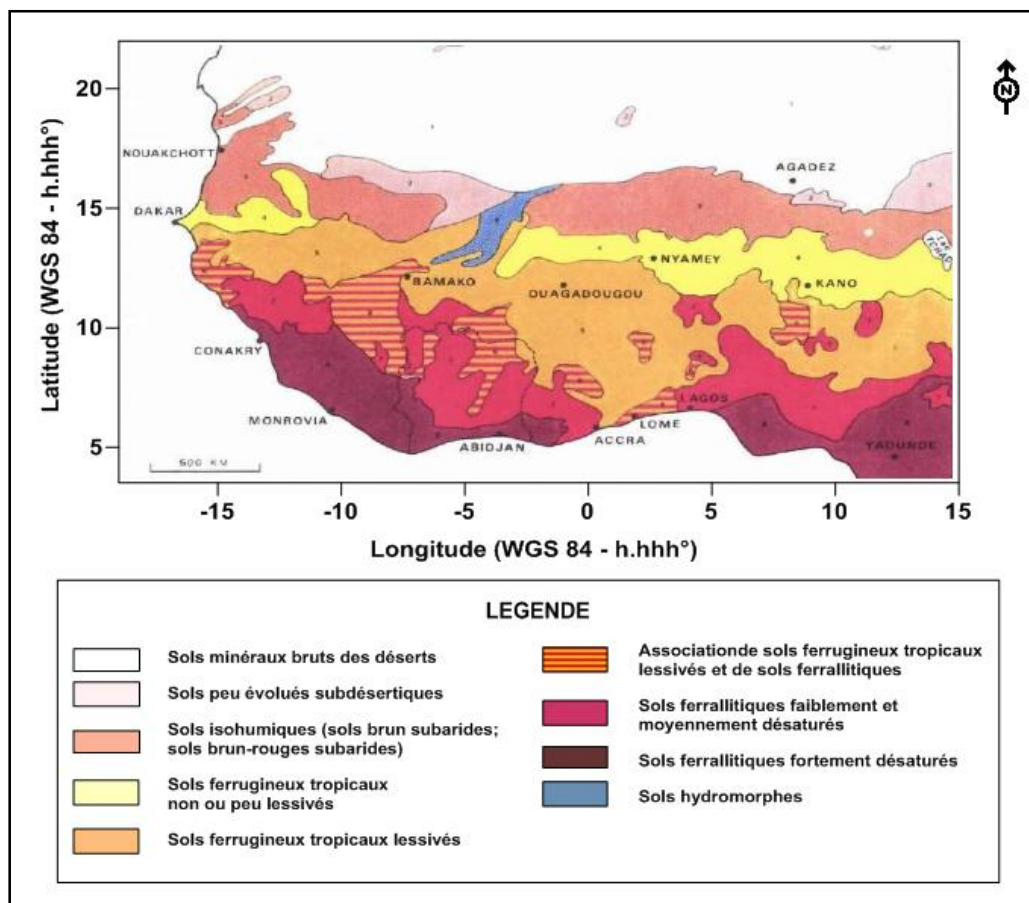 N
Latitude (WGS 84 - h.hhh°)
20
15
10
5
NOUAKCHOTT
AGADEZ
DAKAR
LAC
TCHAD
NYAMEY
BAMAKO
KANO
OUAGADOUGOU
CONAKRY
LAGOS
MONROVIA
LOME
ABIDJAN
ACCRA
YAOUNDE
500 KM
-15 -10 -5 0 5 10 15
Longitude (WGS 84 - h.hhh°)
LEGENDE
Sols minéraux bruts des déserts
Sols peu évolués subdésertiques
Sols isohumiques (sols brun subarides;
sols brun-rouges subarides)
Sols ferrugineux tropicaux
non ou peu lessivés
Sols ferrugineux tropicaux lessivés
Associationde sols ferrugineux tropicaux
lessivés et de sols ferrallitiques
Sols ferrallitiques faiblement et
moyennement désaturés
Sols ferrallitiques fortement désaturés
Sols hydromorphes